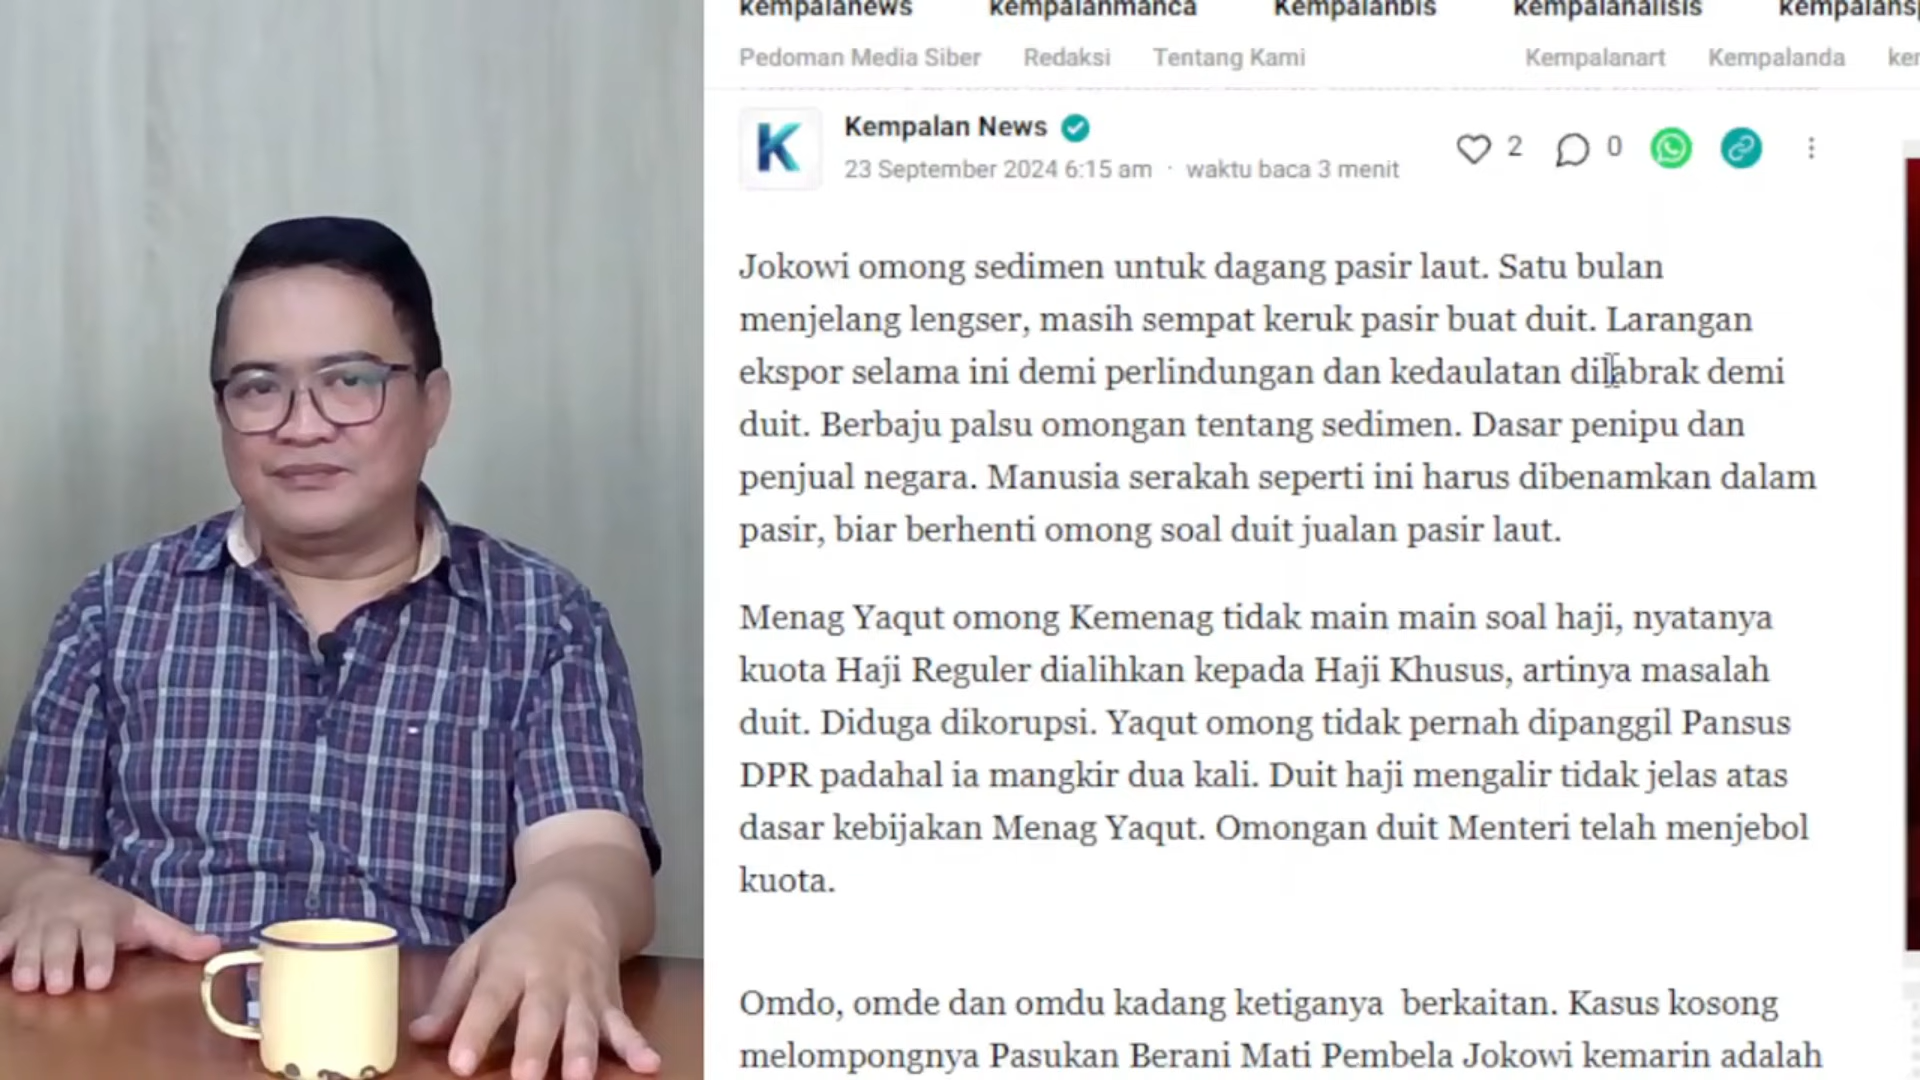 kempalanews kempalanmanca Kempalanbis kempalanalisis kempalansp
Pedoman Media Siber Redaksi Tentang Kami Kempalanart Kempalanda
K
Kempalan News
2 0
23 September 2024 6:15 am · waktu baca 3 menit
Jokowi omong sedimen untuk dagang pasir laut. Satu bulan
menjelang lengser, masih sempat keruk pasir buat duit. Larangan
ekspor selama ini demi perlindungan dan kedaulatan dilabrak demi
duit. Berbaju palsu omongan tentang sedimen. Dasar penipu dan
penjual negara. Manusia serakah seperti ini harus dibenamkan dalam
pasir, biar berhenti omong soal duit jualan pasir laut.
Menag Yaqut omong Kemenag tidak main main soal haji, nyatanya
kuota Haji Reguler dialihkan kepada Haji Khusus, artinya masalah
duit. Diduga dikorupsi. Yaqut omong tidak pernah dipanggil Pansus
DPR padahal ia mangkir dua kali. Duit haji mengalir tidak jelas atas
dasar kebijakan Menag Yaqut. Omongan duit Menteri telah menjebol
kuota.
Omdo, omde dan omdu kadang ketiganya berkaitan. Kasus kosong
melompongnya Pasukan Berani Mati Pembela Jokowi kemarin adalah